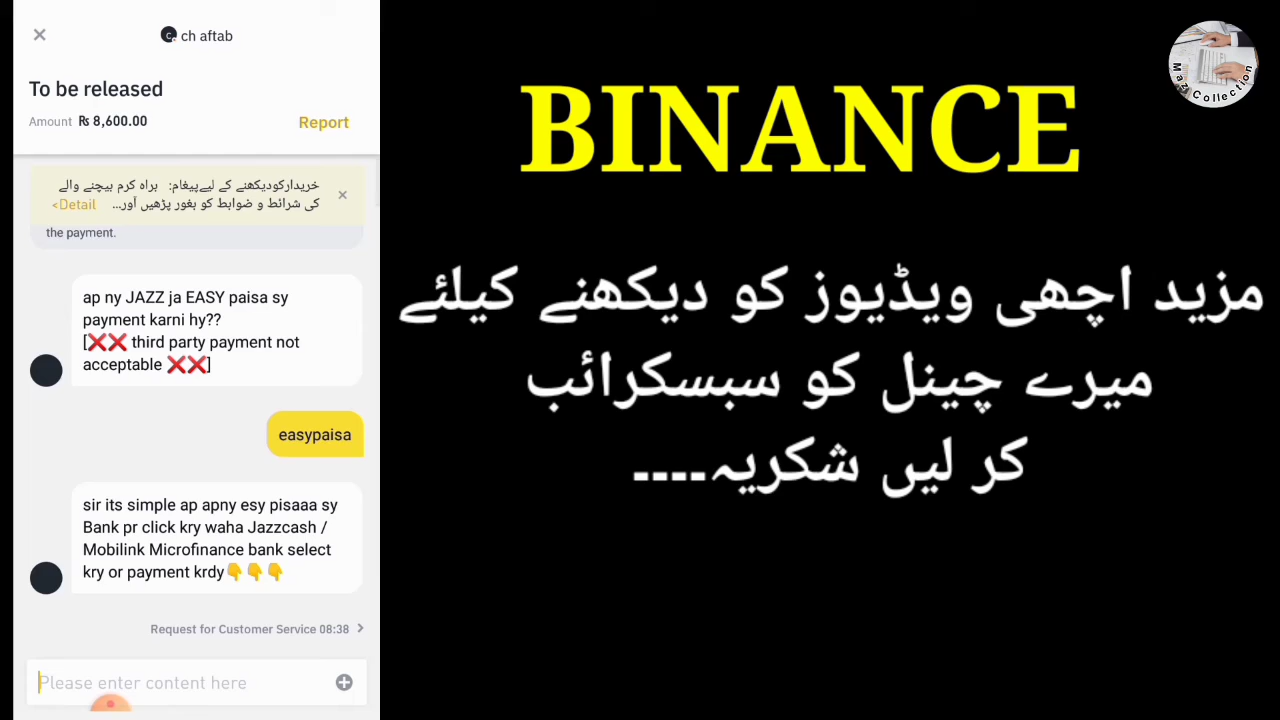 ch aftab
To be released
Amount ₨ 8,600.00
Report
خریدارکودیکھنے کے لیےپیغام: براہ کرم بیچنے والے
کی شرائط و ضوابط کو بغور پڑھیں اَور...
<Detail
the payment.
ap ny JAZZ ja EASY paisa sy
payment karni hy??
[❌❌ third party payment not
acceptable ❌❌]
easypaisa
sir its simple ap apny esy pisaaa sy
Bank pr click kry waha Jazzcash /
Mobilink Microfinance bank select
kry or payment krdy👇👇👇
Request for Customer Service 08:38 >
Please enter content here
BINANCE
مزید اچھی ویڈیوز کو دیکھنے کیلئے
میرے چینل کو سبسکرائب
کر لیں شکریہ----
Mazi Collection